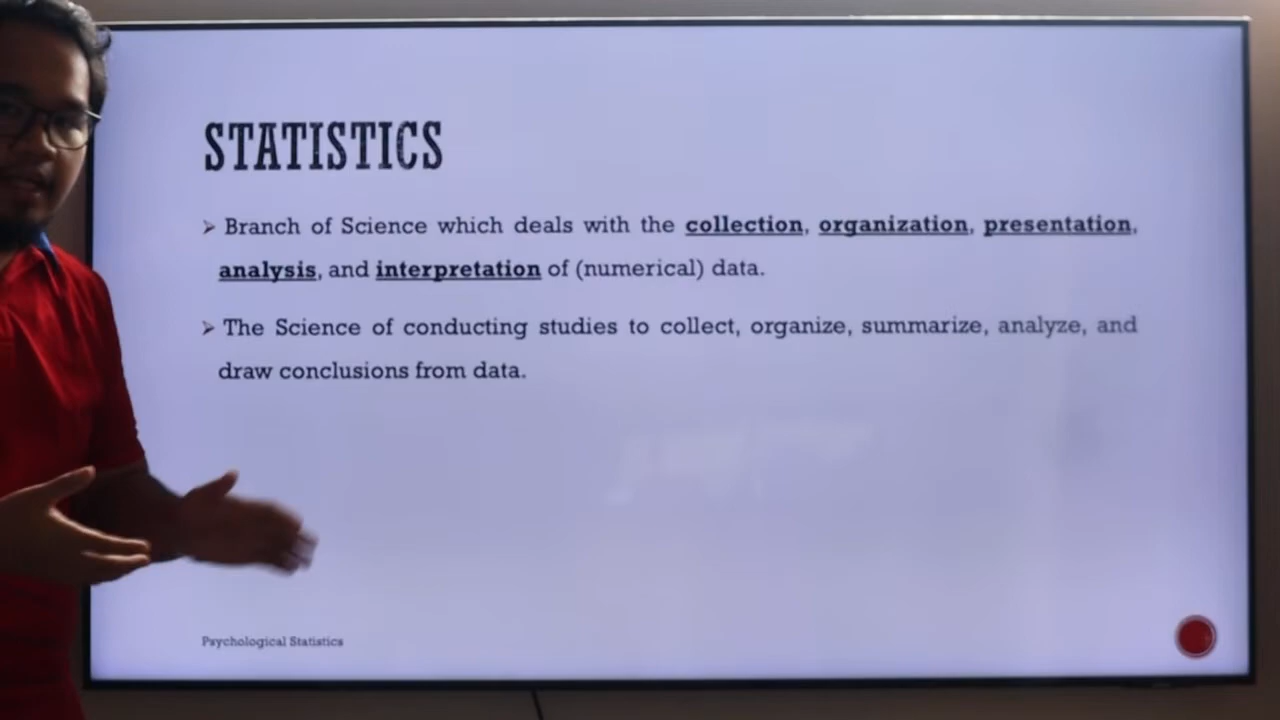 STATISTICS
➢ Branch of Science which deals with the collection, organization, presentation,
analysis, and interpretation of (numerical) data.
➢ The Science of conducting studies to collect, organize, summarize, analyze, and
draw conclusions from data.
Psychological Statistics